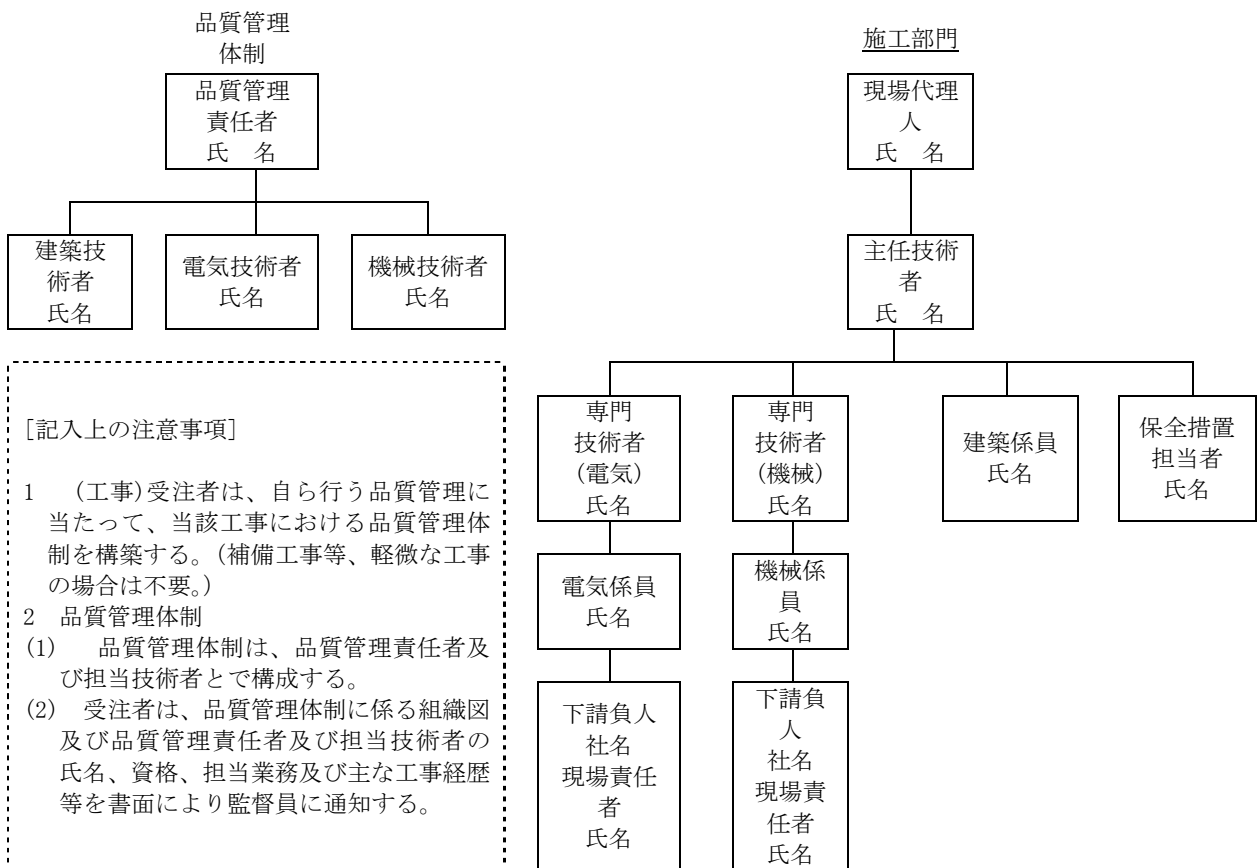 品質管理
体制
品質管理
責任者
氏　名
建築技
術者
氏名
電気技術者
氏名
機械技術者
氏名
[記入上の注意事項]
1　(工事)受注者は、自ら行う品質管理に
当たって、当該工事における品質管理体
制を構築する。(補備工事等、軽微な工事
の場合は不要。)
2　品質管理体制
(1)　品質管理体制は、品質管理責任者及
び担当技術者とで構成する。
(2)　受注者は、品質管理体制に係る組織図
及び品質管理責任者及び担当技術者の
氏名、資格、担当業務及び主な工事経歴
等を書面により監督員に通知する。
施工部門
現場代理
人
氏　名
主任技術
者
氏　名
専門
技術者
(電気)
氏名
専門
技術者
(機械)
氏名
建築係員
氏名
保全措置
担当者
氏名
電気係員
氏名
機械係
員
氏名
下請負人
社名
現場責任
者
氏名
下請負
人
社名
現場責
任者
氏名